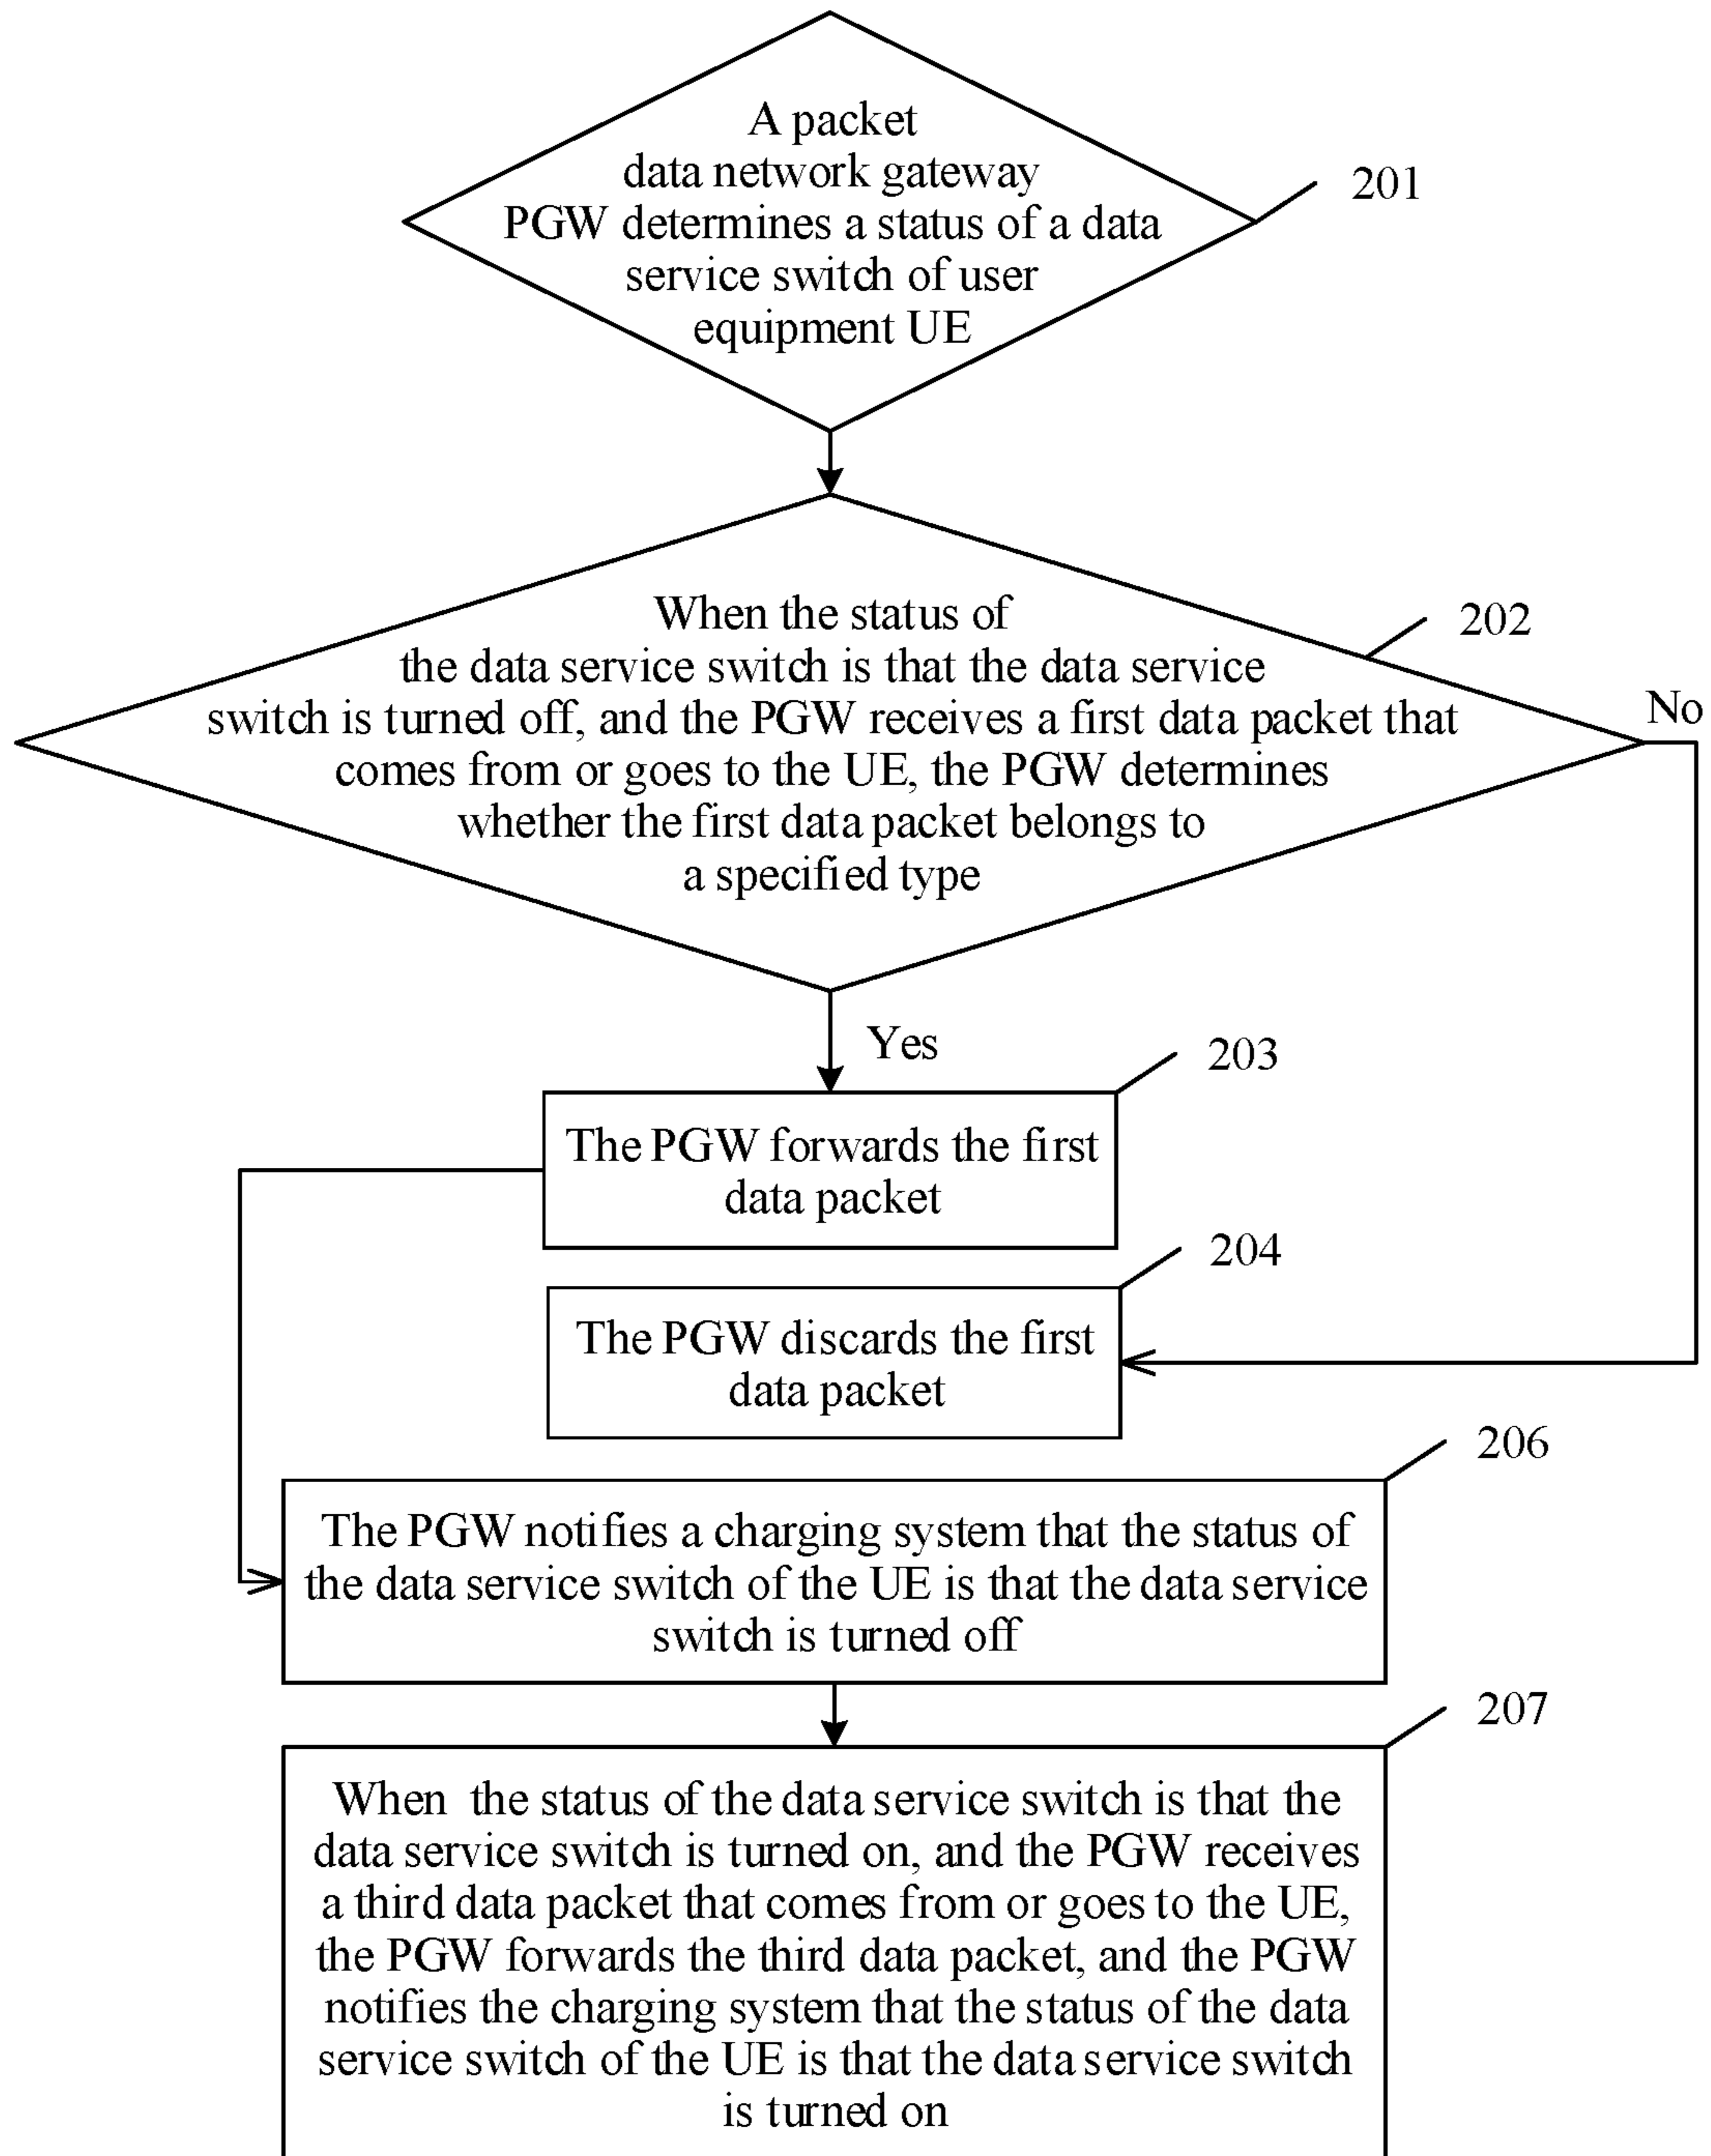 A packet
data network gateway
PGW determines a status of a data
service switch of user
equipment UE
201
When the status of
the data service switch is that the data service
switch is turned off, and the PGW receives a first data packet that
comes from or goes to the UE, the PGW determines
whether the first data packet belongs to
a specified type
202
No
Yes
203
The PGW forwards the first
data packet
204
The PGW discards the first
data packet
206
The PGW notifies a charging system that the status of
the data service switch of the UE is that the data service
switch is turned off
207
When the status of the data service switch is that the
data service switch is turned on, and the PGW receives
a third data packet that comes from or goes to the UE,
the PGW forwards the third data packet, and the PGW
notifies the charging system that the status of the data
service switch of the UE is that the data service switch
is turned on